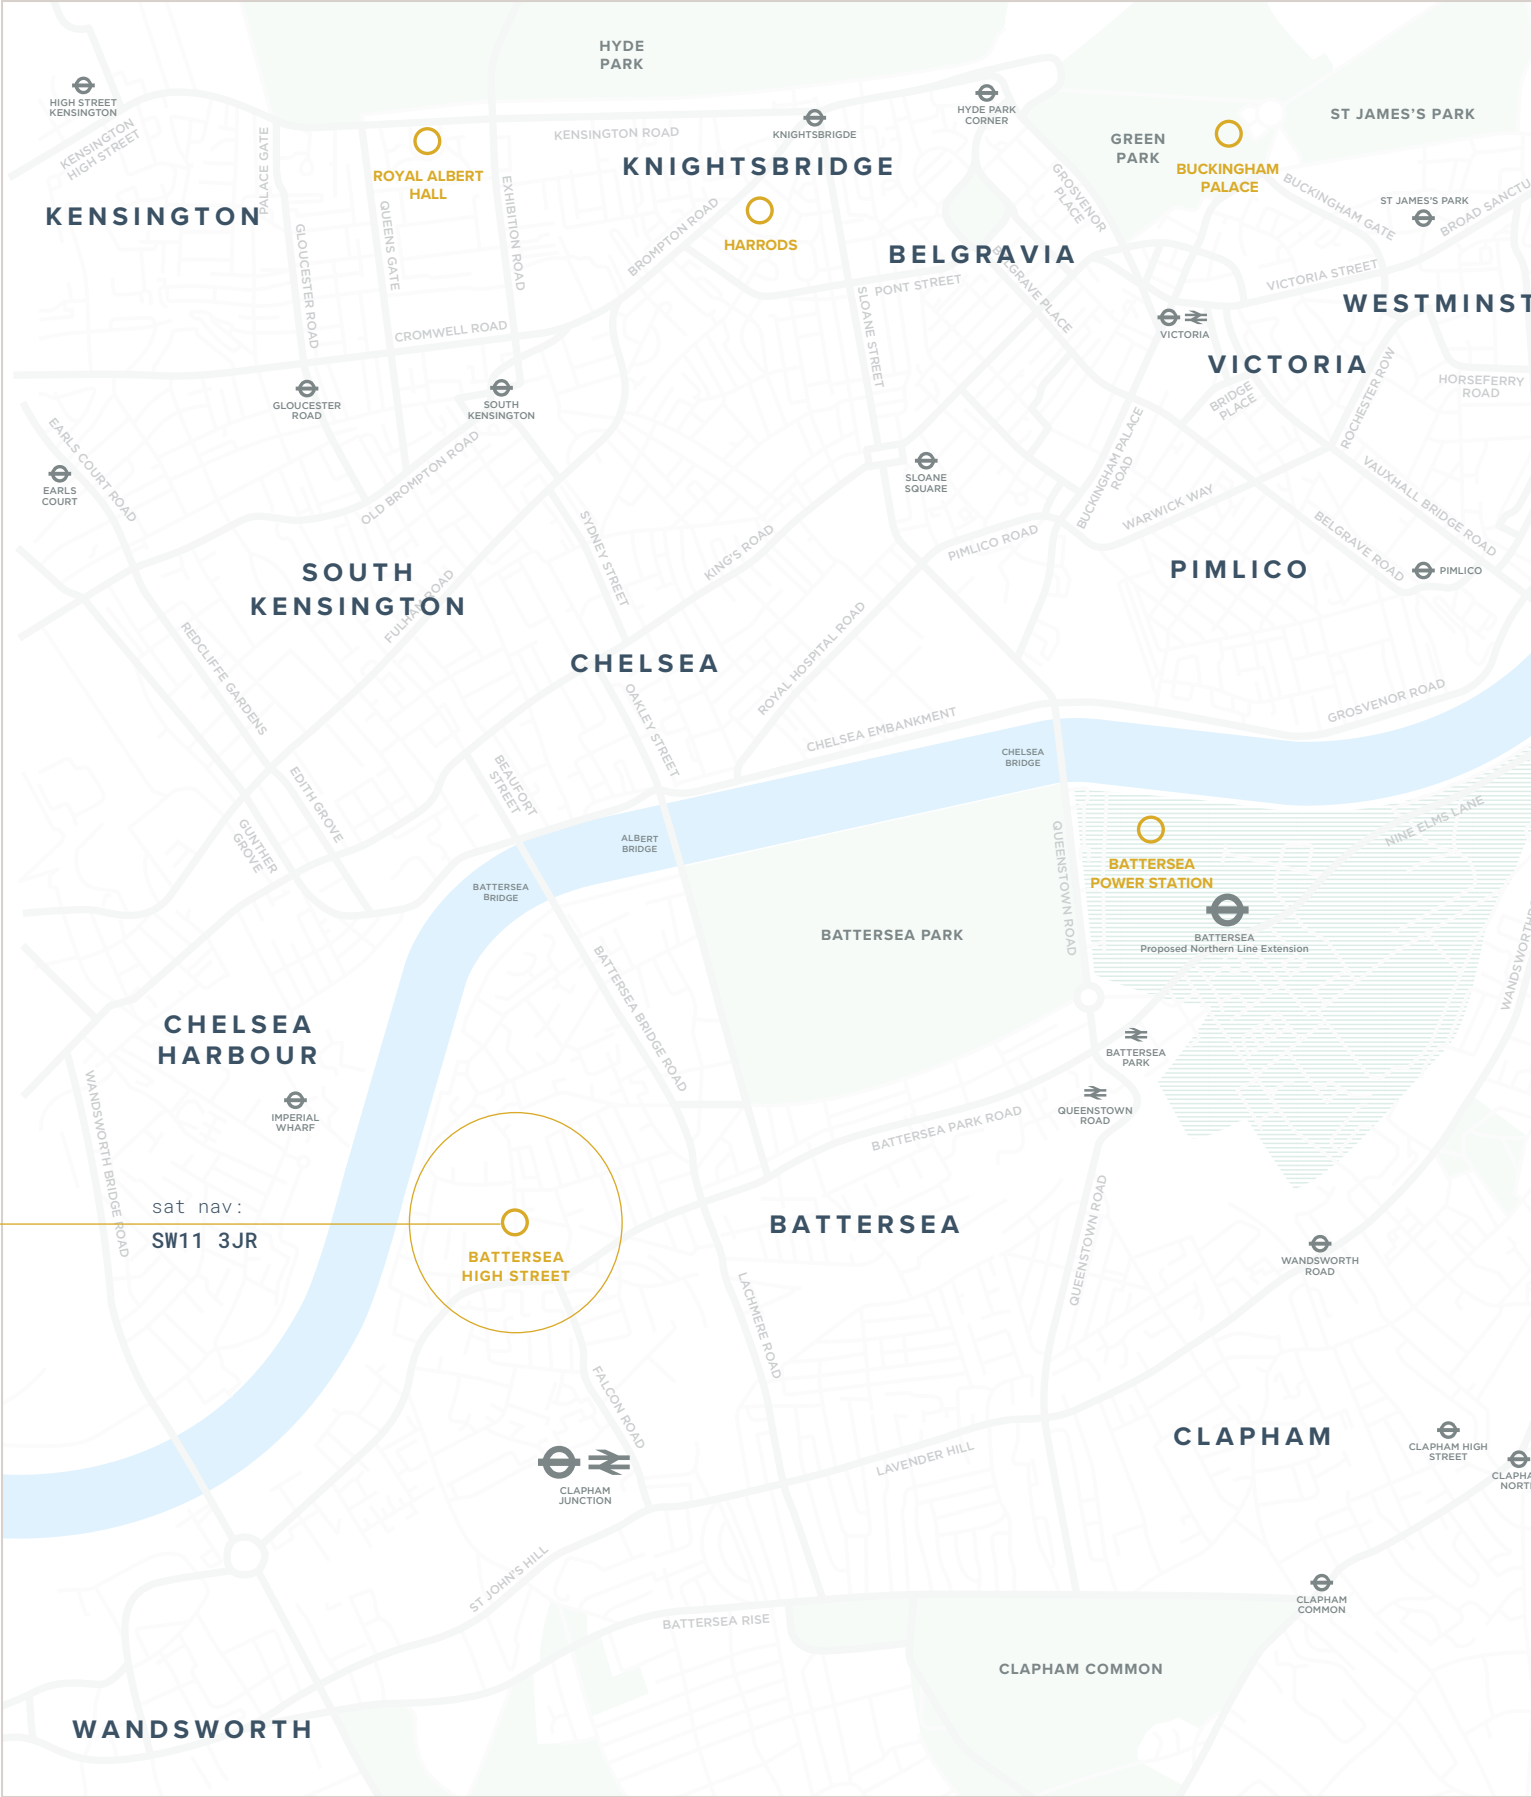 HYDE
PARK
HIGH STREET
KENSINGTON
HYDE PARK
CORNER
ST JAMES'S PARK
KNIGHTSBRIGDE
KENSINGTON ROAD
KENSINGTON
HIGH STREET
PALACE GATE
GREEN
PARK
KNIGHTSBRIDGE
ROYAL ALBERT
HALL
BUCKINGHAM
PALACE
GROSVENOR
PLACE
BUCKINGHAM GATE
ST JAMES'S PARK
BROAD SANCTU
KENSINGTON
EXHIBITION ROAD
QUEENS GATE
GLOUCESTER ROAD
BROMPTON ROAD
HARRODS
BELGRAVIA
BELGRAVE PLACE
PONT STREET
SLOANE STREET
VICTORIA STREET
WESTMINST
VICTORIA
CROMWELL ROAD
VICTORIA
HORSEFERRY
ROAD
ROCHESTER ROW
BRIDGE
PLACE
GLOUCESTER
ROAD
SOUTH
KENSINGTON
EARLS COURT ROAD
EARLS
COURT
OLD BROMPTON ROAD
SLOANE
SQUARE
BUCKINGHAM PALACE
ROAD
WARWICK WAY
VAUXHALL BRIDGE ROAD
BELGRAVE ROAD
SYDNEY STREET
KING'S ROAD
PIMLICO ROAD
PIMLICO
PIMLICO
SOUTH
KENSINGTON
FULHAM ROAD
REDCLIFFE GARDENS
CHELSEA
ROYAL HOSPITAL ROAD
OAKLEY STREET
CHELSEA EMBANKMENT
GROSVENOR ROAD
CHELSEA
BRIDGE
BEAUFORT
STREET
EDITH GROVE
GUNTHER
GROVE
ALBERT
BRIDGE
BATTERSEA
BRIDGE
QUEENSTOWN ROAD
NINE ELMS LANE
BATTERSEA
POWER STATION
BATTERSEA
Proposed Northern Line Extension
BATTERSEA PARK
WANDSWORTH
BATTERSEA BRIDGE ROAD
CHELSEA
HARBOUR
BATTERSEA
PARK
QUEENSTOWN
ROAD
IMPERIAL
WHARF
BATTERSEA PARK ROAD
WANDSWORTH BRIDGE ROAD
sat nav:
SW11 3JR
BATTERSEA
HIGH STREET
BATTERSEA
QUEENSTOWN ROAD
WANDSWORTH
ROAD
LACHMERE ROAD
FALCON ROAD
CLAPHAM
CLAPHAM HIGH
STREET
CLAPHA
NORT
LAVENDER HILL
CLAPHAM
JUNCTION
ST JOHN'S HILL
CLAPHAM
COMMON
BATTERSEA RISE
CLAPHAM COMMON
WANDSWORTH